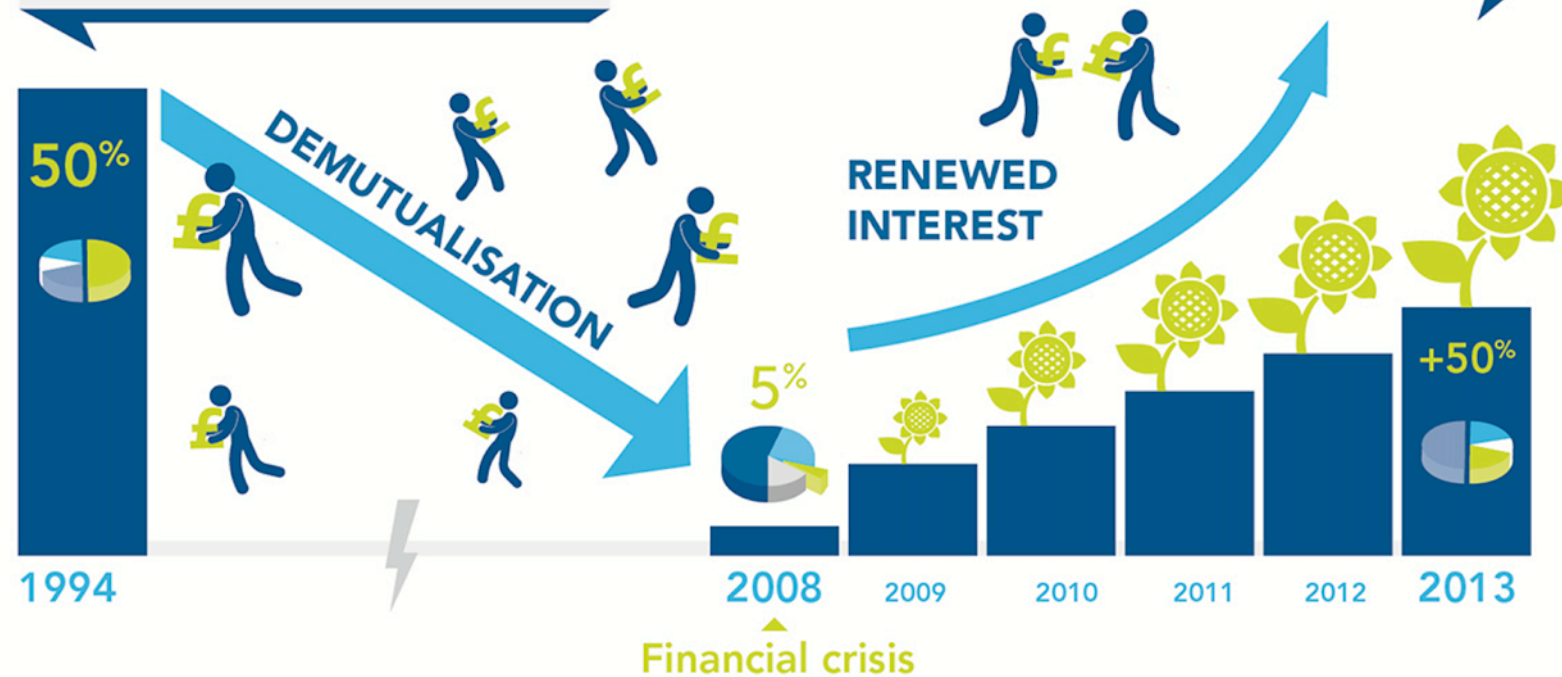 50%
DEMUTUALISATION
RENEWED
INTEREST
5%
+50%
1994
2008
2009
2010
2011
2012
2013
Financial crisis